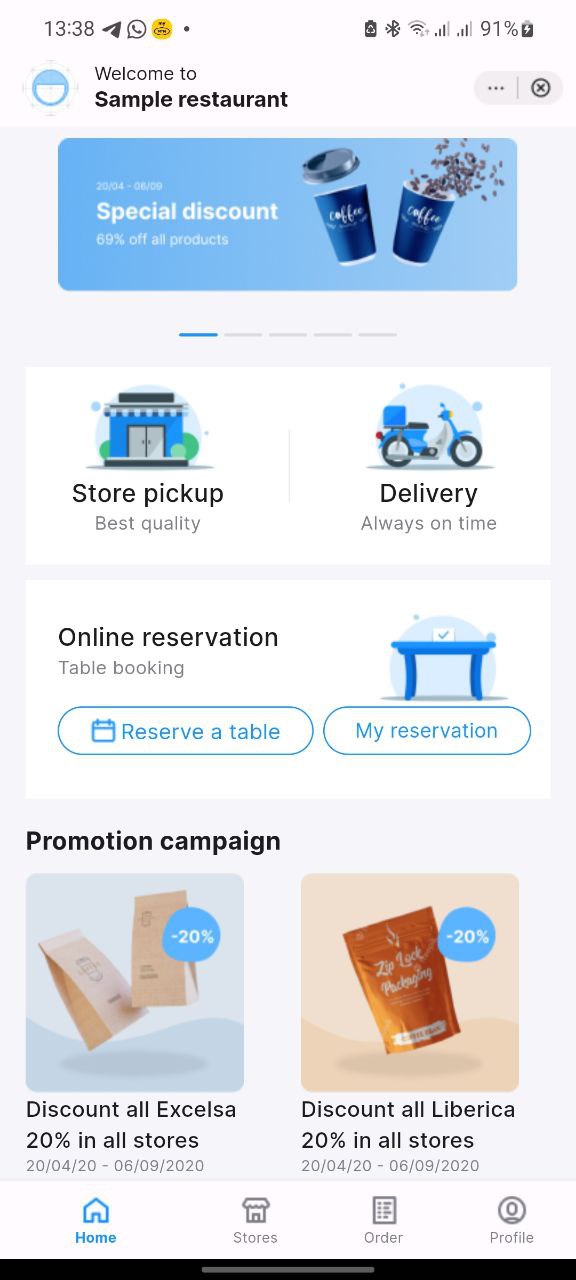 13:38
91%
Welcome to
Sample restaurant
20/04 - 06/09
Special discount
69% off all products
coffee
coffee
Store pickup
Best quality
Delivery
Always on time
Online reservation
Table booking
Reserve a table
My reservation
Promotion campaign
-20%
Zip Lock
Packaging
-20%
Discount all Excelsa
20% in all stores
20/04/20 - 06/09/2020
Discount all Liberica
20% in all stores
20/04/20 - 06/09/2020
Home
Stores
Order
Profile